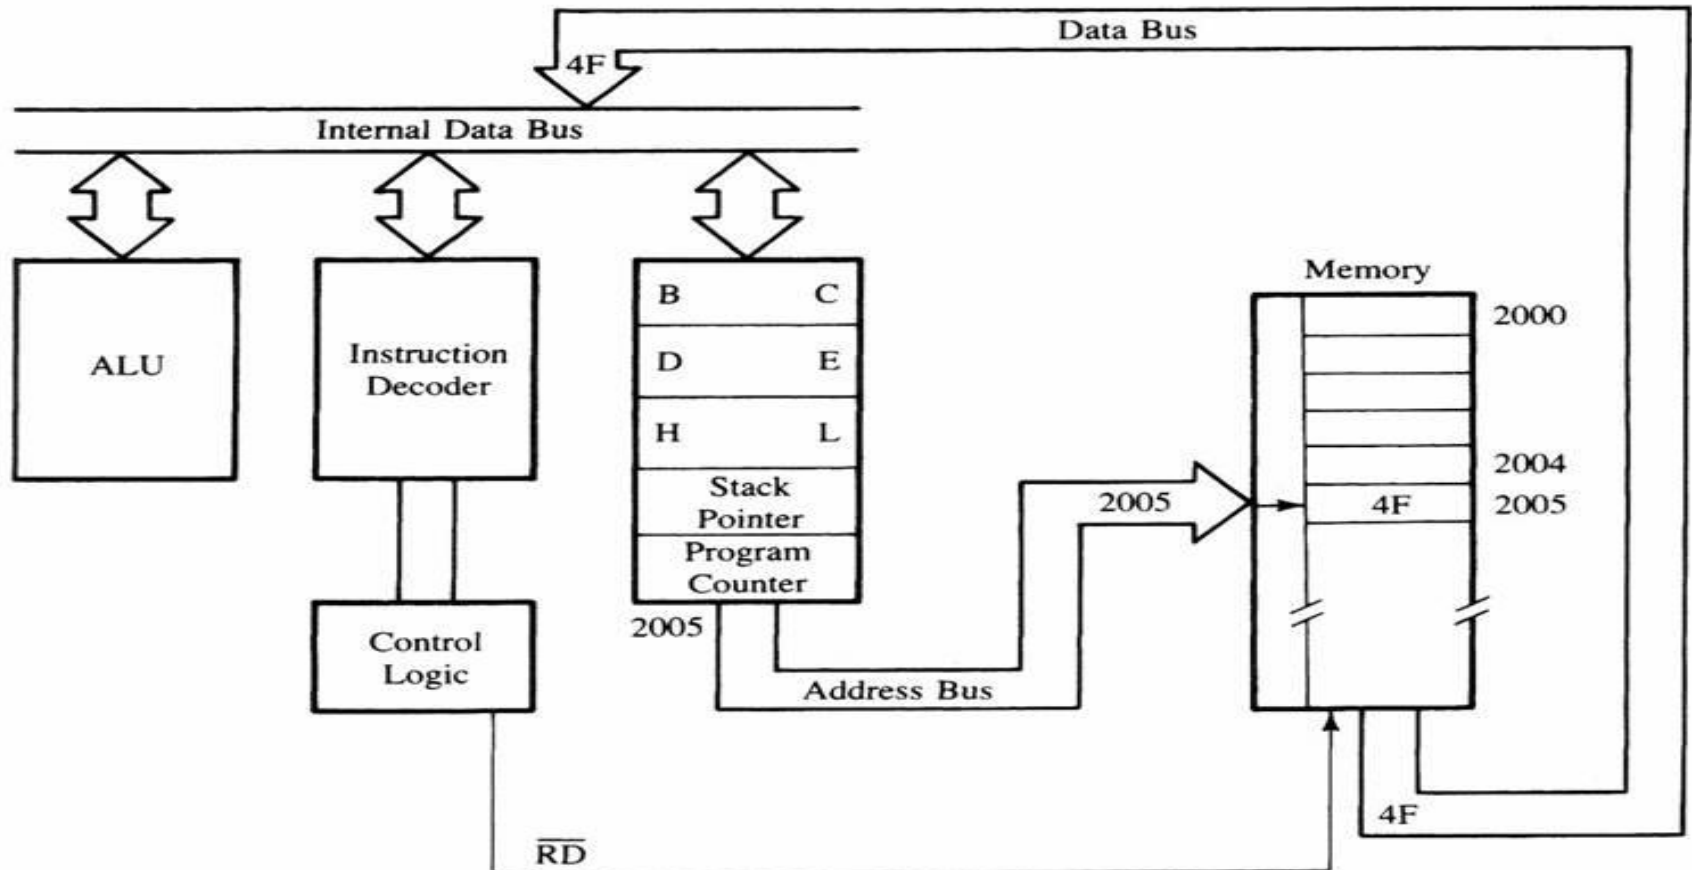 Data Bus
4F
Internal Data Bus
ALU
Instruction
Decoder
B C
D E
H L
Stack
Pointer
Program
Counter
2005
Control
Logic
Address Bus
2005
Memory
2000
2004
4F 2005
4F
RD